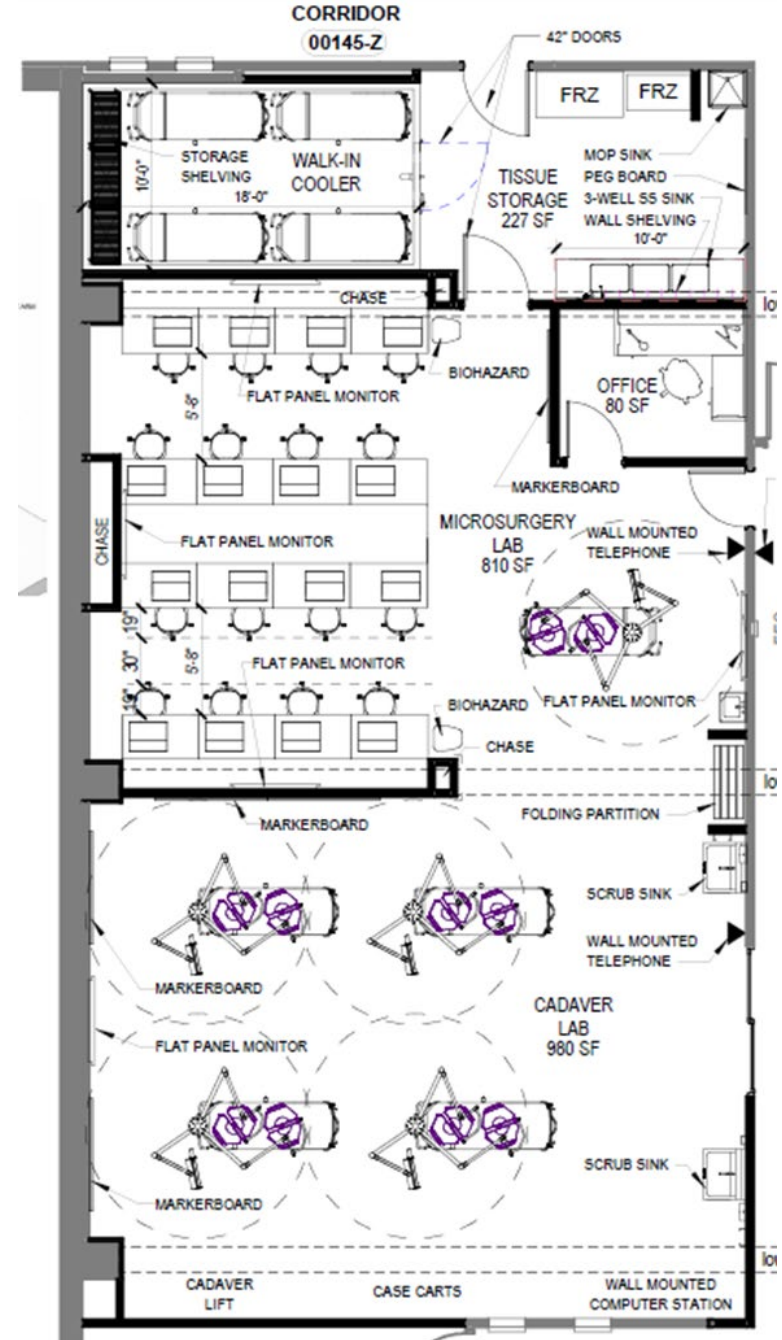 CORRIDOR
00145-Z
42" DOORS
FRZ
FRZ
STORAGE
SHELVING
10'-0"
18'-0"
WALK-IN
COOLER
TISSUE
STORAGE
227 SF
MOP SINK
PEG BOARD
3-WELL SS SINK
WALL SHELVING
10'-0"
CHASE
low
BIOHAZARD
FLAT PANEL MONITOR
5'-8"
OFFICE
80 SF
MARKERBOARD
CHASE
FLAT PANEL MONITOR
MICROSURGERY
LAB
810 SF
WALL MOUNTED
TELEPHONE
19"
30"
19"
5'-8"
FLAT PANEL MONITOR
FLAT PANEL MONITOR
BIOHAZARD
CHASE
low
FOLDING PARTITION
MARKERBOARD
SCRUB SINK
WALL MOUNTED
TELEPHONE
MARKERBOARD
CADAVER
LAB
980 SF
FLAT PANEL MONITOR
SCRUB SINK
MARKERBOARD
low
CADAVER
LIFT
CASE CARTS
WALL MOUNTED
COMPUTER STATION